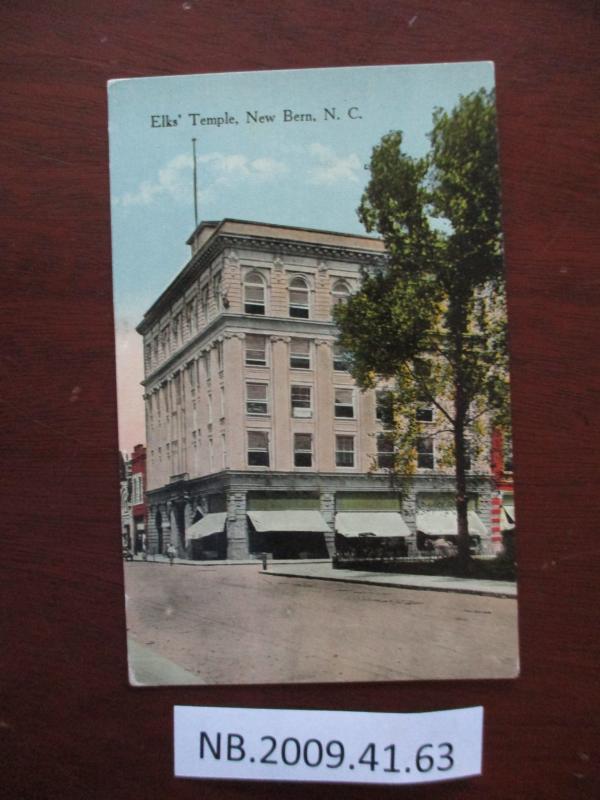 Elks' Temple, New Bern, N. C.
NB.2009.41.63